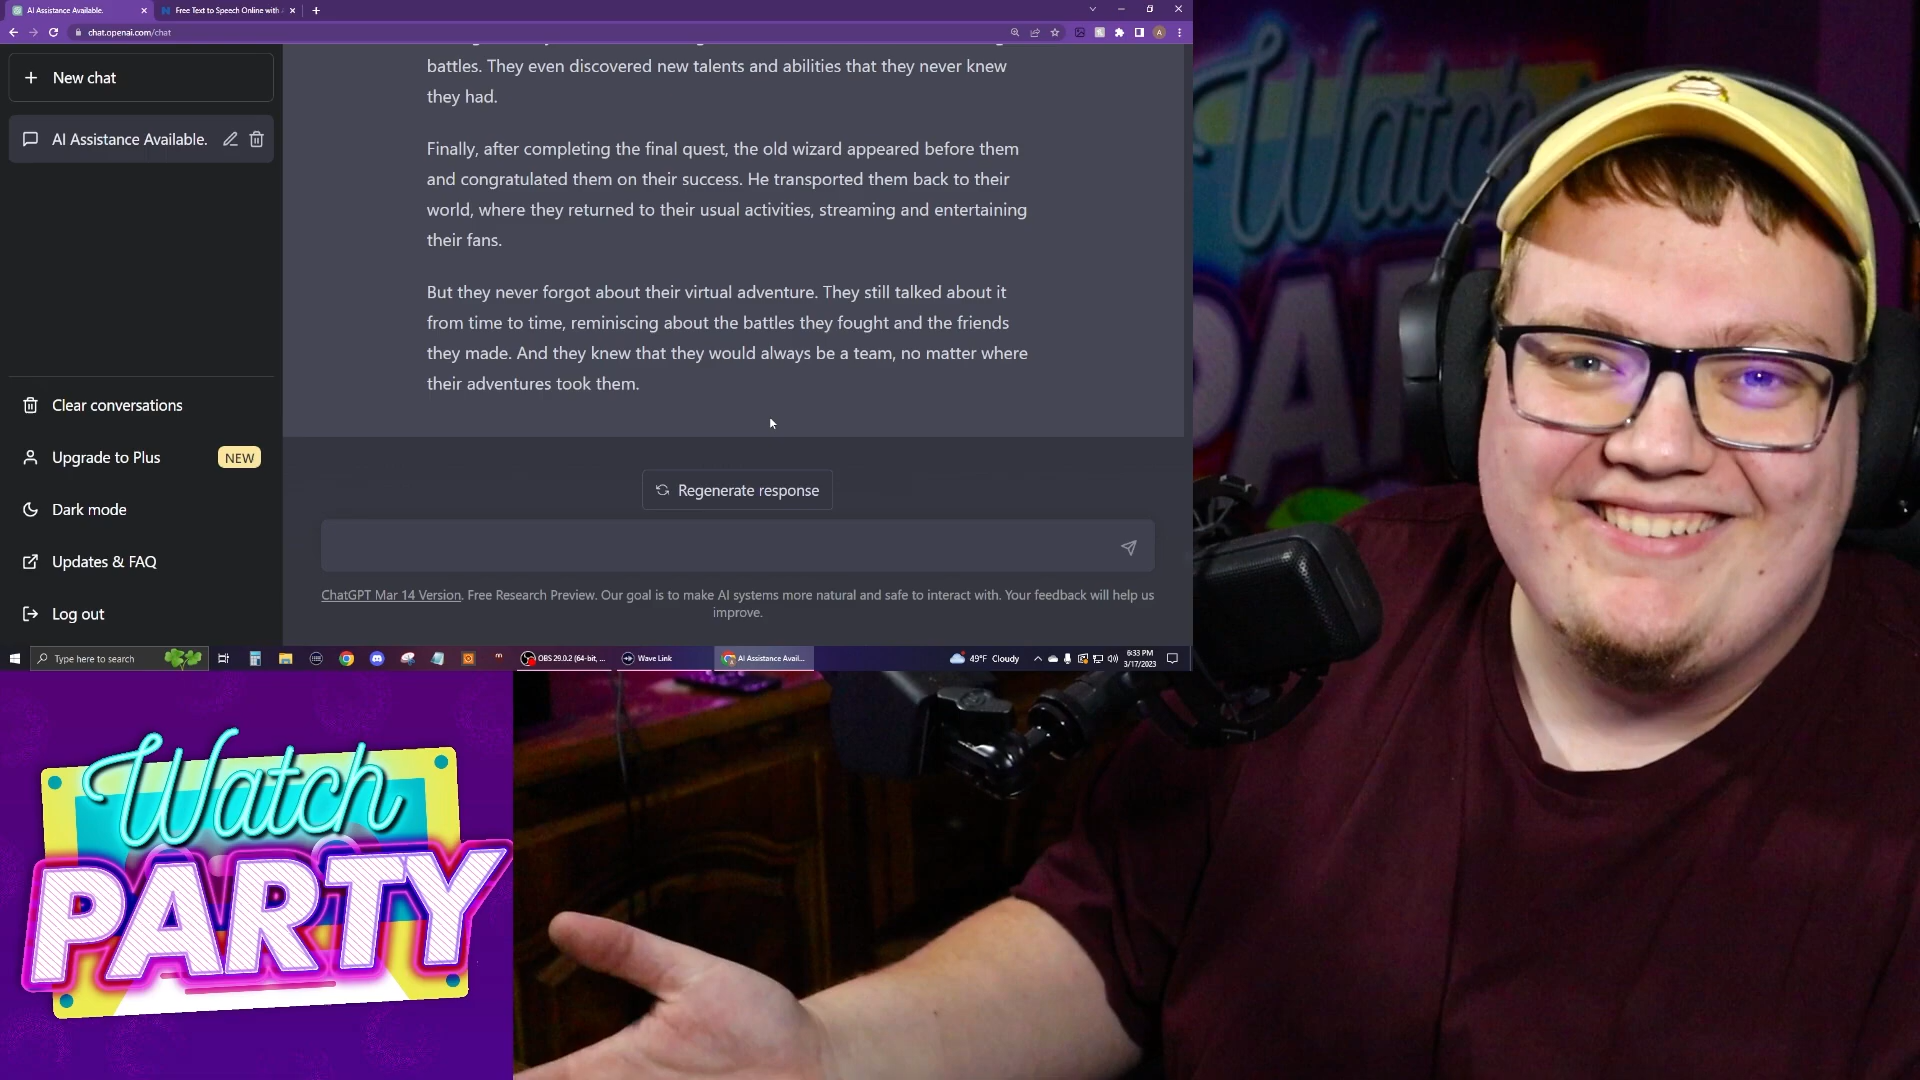 AI Assistance Available.
Free Text to Speech Online with
chat.openai.com/chat
A
New chat
AI Assistance Available.
Clear conversations
Upgrade to Plus NEW
Dark mode
Updates & FAQ
Log out
battles. They even discovered new talents and abilities that they never knew
they had.
Finally, after completing the final quest, the old wizard appeared before them
and congratulated them on their success. He transported them back to their
world, where they returned to their usual activities, streaming and entertaining
their fans.
But they never forgot about their virtual adventure. They still talked about it
from time to time, reminiscing about the battles they fought and the friends
they made. And they knew that they would always be a team, no matter where
their adventures took them.
Regenerate response
ChatGPT Mar 14 Version. Free Research Preview. Our goal is to make AI systems more natural and safe to interact with. Your feedback will help us
improve.
Type here to search
OBS 29.0.2 (64-bit, ...
Wave Link
AI Assistance Avail...
49°F Cloudy
6:33 PM
3/17/2023
Watch
PARTY
Watch
PA